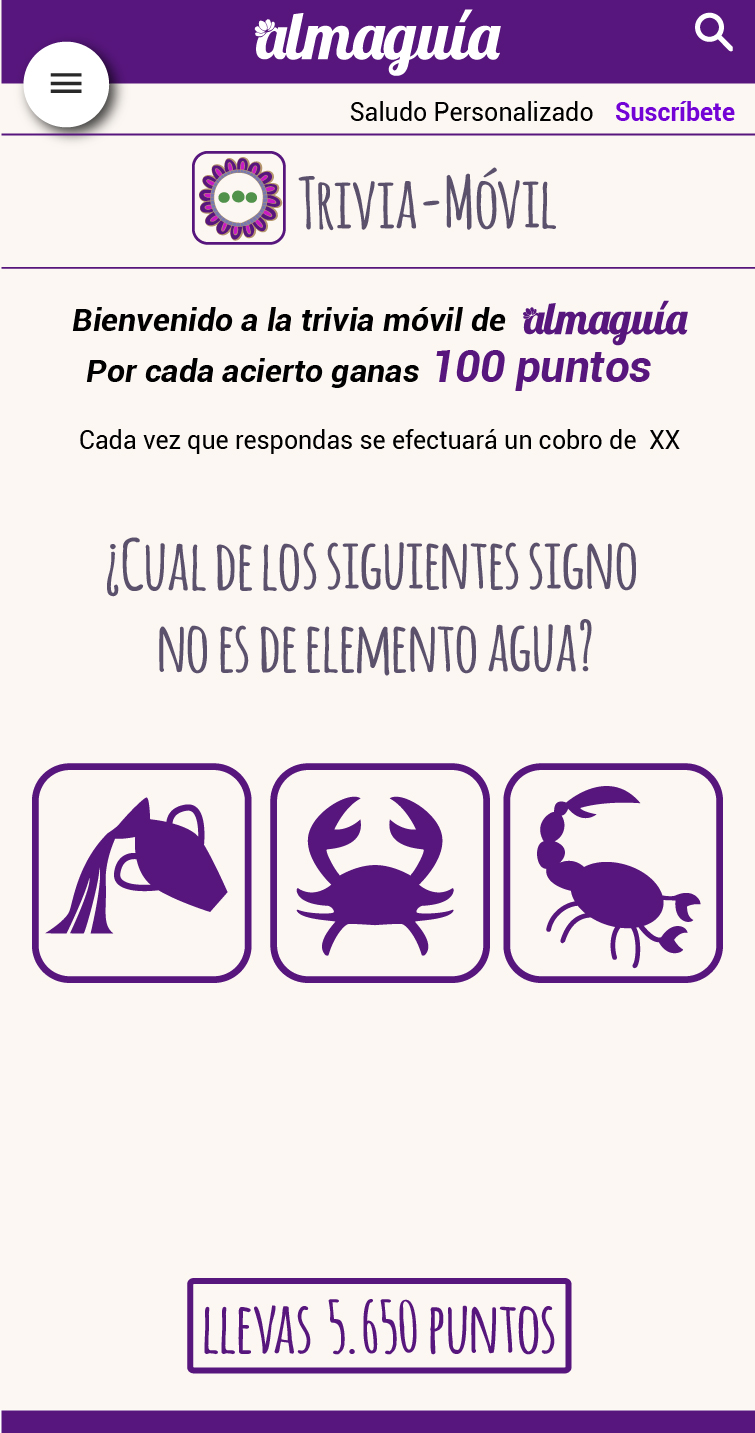 almaguía
Saludo Personalizado Suscríbete
Trivia-Móvil
Bienvenido a la trivia móvil de almaguía
Por cada acierto ganas 100 puntos
Cada vez que respondas se efectuará un cobro de XX
¿Cual de los siguientes signo
no es de elemento agua?
llevas 5.650 puntos